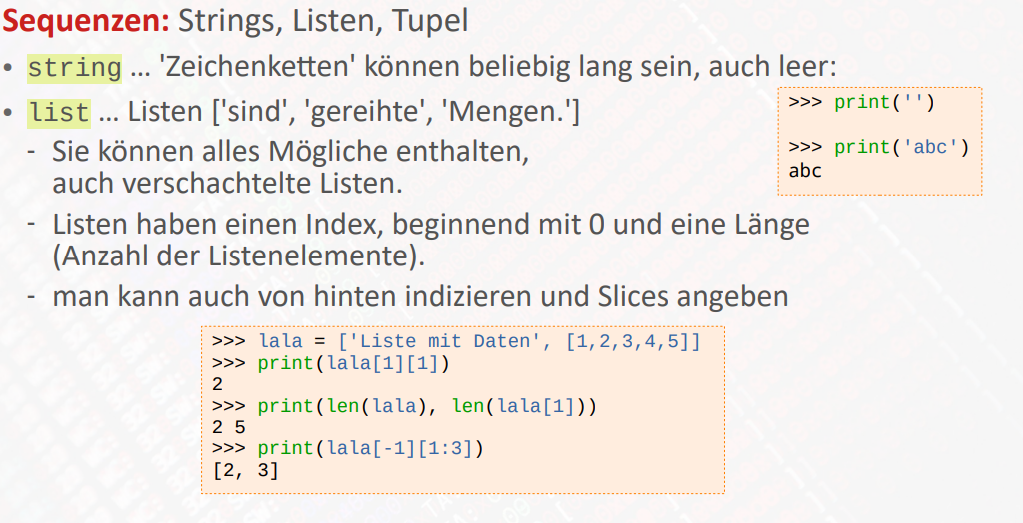 Sequenzen: Strings, Listen, Tupel
• string … 'Zeichenketten' können beliebig lang sein, auch leer:
>>> print('')
>>> print('abc')
abc
• list … Listen ['sind', 'gereihte', 'Mengen.']
- Sie können alles Mögliche enthalten,
auch verschachtelte Listen.
- Listen haben einen Index, beginnend mit 0 und eine Länge
(Anzahl der Listenelemente).
- man kann auch von hinten indizieren und Slices angeben
>>> lala = ['Liste mit Daten', [1,2,3,4,5]]
>>> print(lala[1][1])
2
>>> print(len(lala), len(lala[1]))
2 5
>>> print(lala[-1][1:3])
[2, 3]